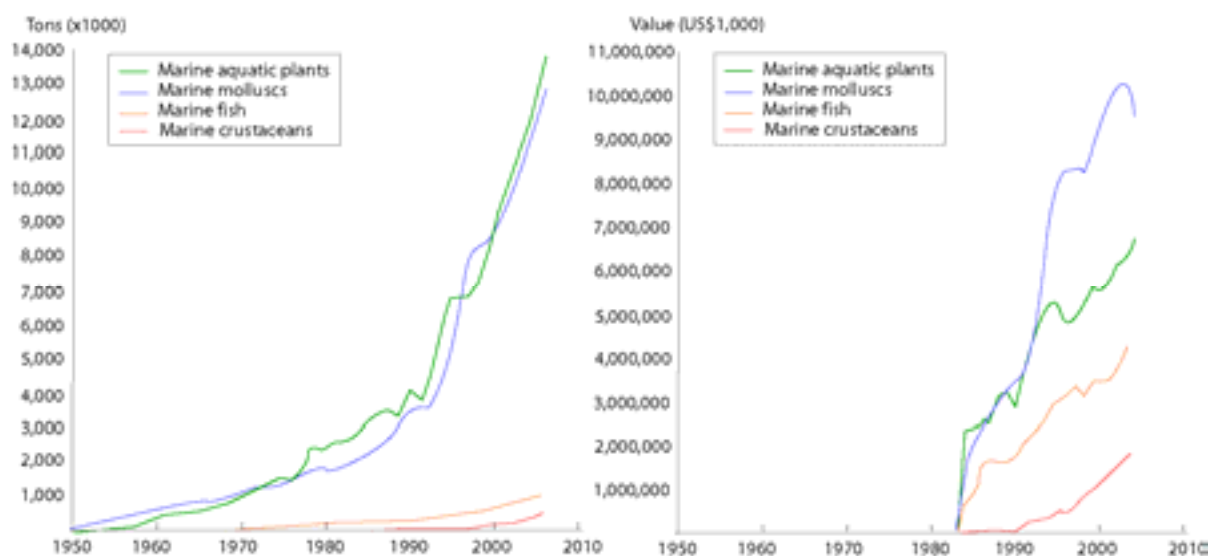 Tons (x1000)
14,000
13,000
12,000
11,000
10,000
9,000
8,000
7,000
6,000
5,000
4,000
3,000
2,000
1,000
Marine aquatic plants
Marine molluscs
Marine fish
Marine crustaceans
1950 1960 1970 1980 1990 2000 2010
Value (US$1,000)
11,000,000
10,000,000
9,000,000
8,000,000
7,000,000
6,000,000
5,000,000
4,000,000
3,000,000
2,000,000
1,000,000
Marine aquatic plants
Marine molluscs
Marine fish
Marine crustaceans
1950 1960 1970 1980 1990 2000 2010